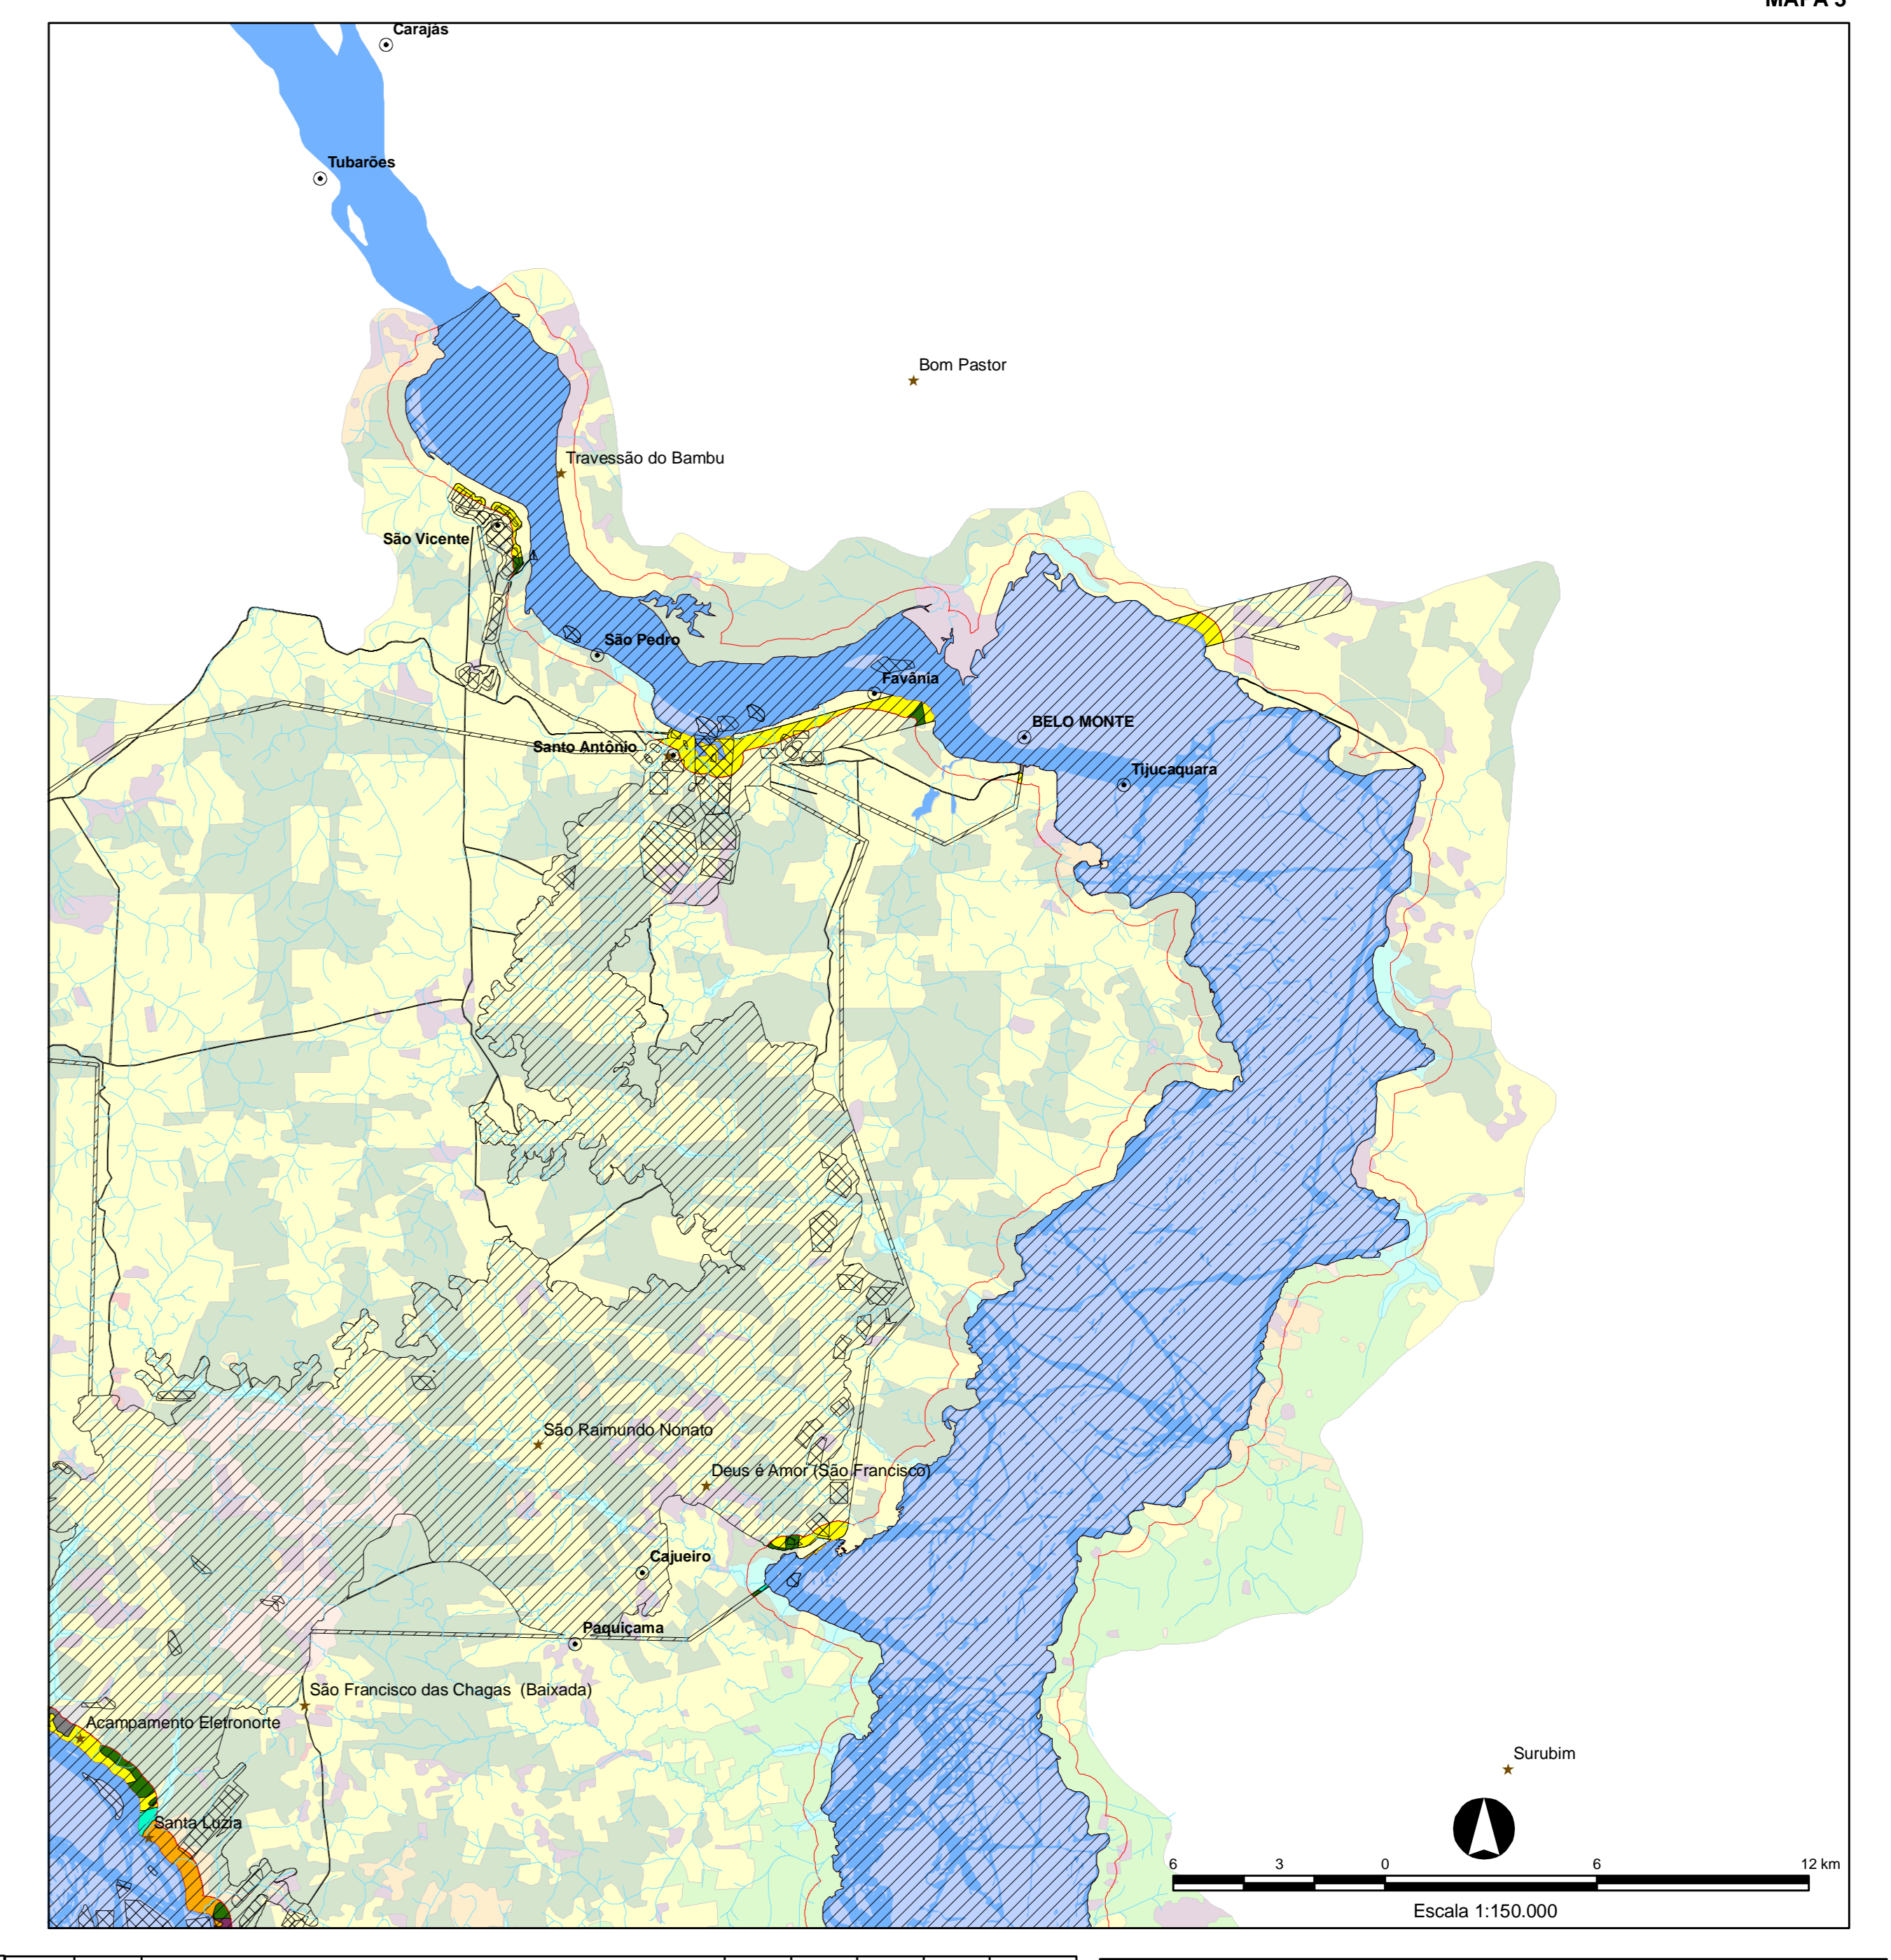 MAPA 3
Carajás
Tubarões
Bom Pastor
Travessão do Bambu
São Vicente
São Pedro
Favânia
BELO MONTE
Santo Antônio
Tijucaquara
São Raimundo Nonato
Deus é Amor (São Francisco)
Cajueiro
Paquiçama
São Francisco das Chagas (Baixada)
Acampamento Eletronorte
Surubim
Santa Luzia
6 3 0 6 12 km
Escala 1:150.000